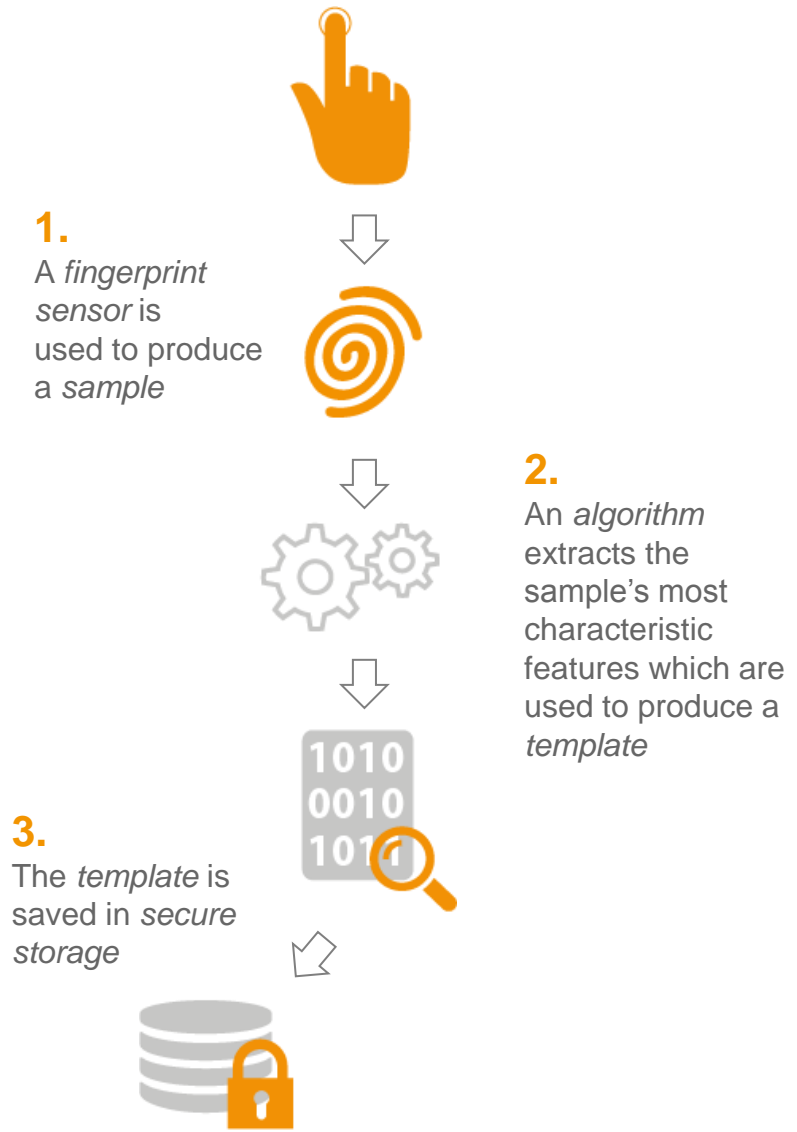 1.
A fingerprint
sensor is
used to produce
a sample
2.
An algorithm
extracts the
sample’s most
characteristic
features which are
used to produce a
template
1010
0010
1011
3.
The template is
saved in secure
storage